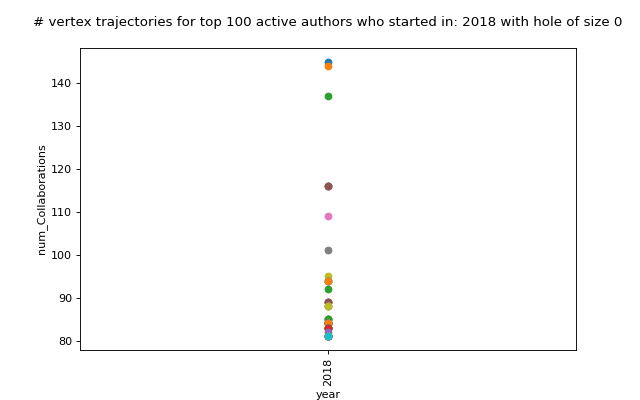 # vertex trajectories for top 100 active authors who started in: 2018 with hole of size 0
140
130
120
110
100
90
80
num_Collaborations
2018
year